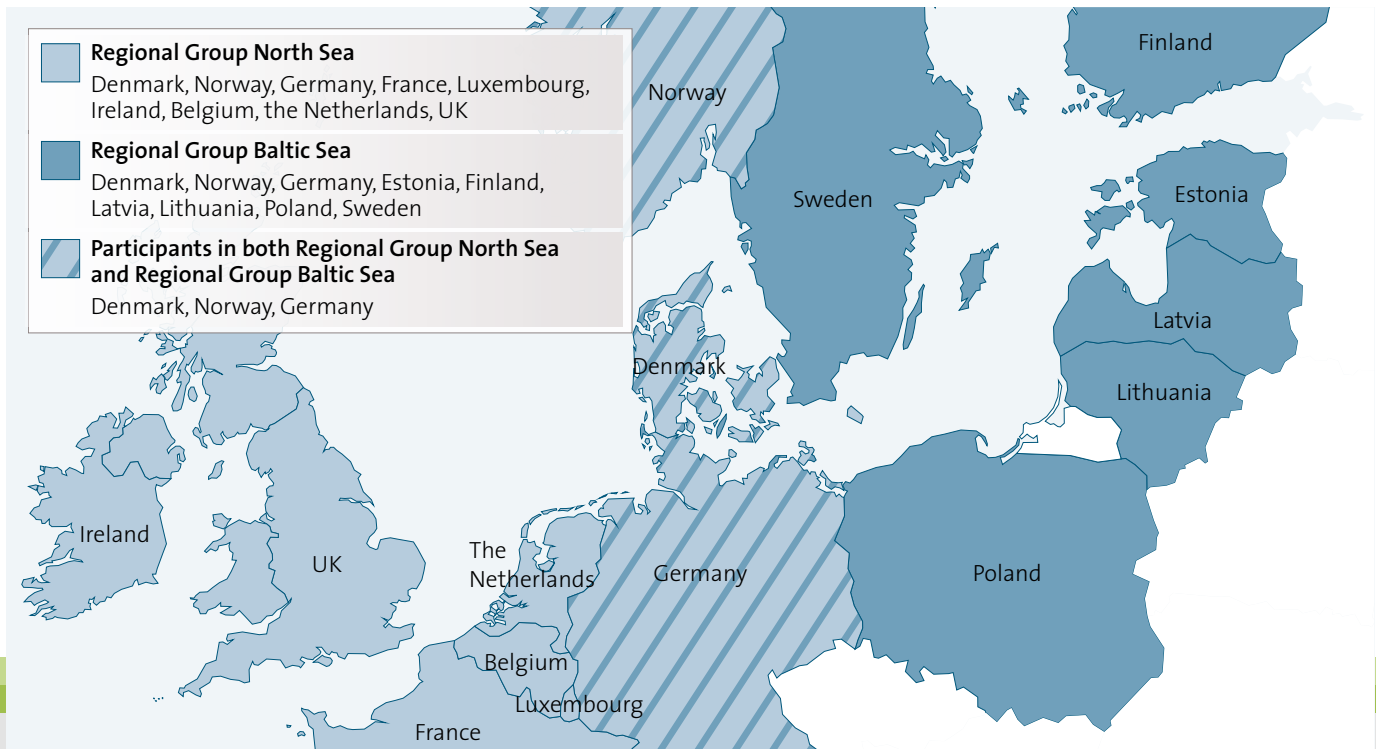 Regional Group North Sea
Denmark, Norway, Germany, France, Luxembourg,
Ireland, Belgium, the Netherlands, UK
Regional Group Baltic Sea
Denmark, Norway, Germany, Estonia, Finland,
Latvia, Lithuania, Poland, Sweden
Participants in both Regional Group North Sea
and Regional Group Baltic Sea
Denmark, Norway, Germany
Finland
Norway
Sweden
Estonia
Latvia
Denmark
Lithuania
Ireland
UK
The
Netherlands
Germany
Poland
Belgium
Luxembourg
France